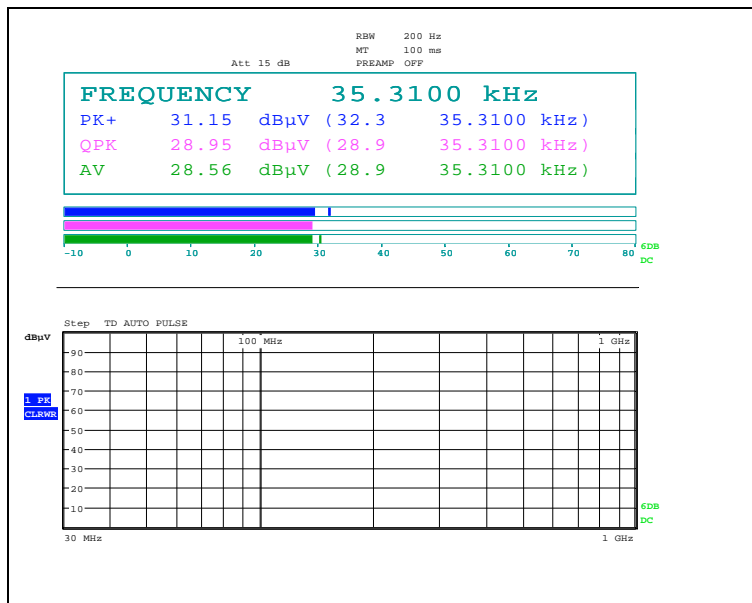 RBW 200 Hz
MT 100 ms
Att 15 dB PREAMP OFF
FREQUENCY 35.3100 kHz
PK+ 31.15 dBµV (32.3 35.3100 kHz)
QPK 28.95 dBµV (28.9 35.3100 kHz)
AV 28.56 dBµV (28.9 35.3100 kHz)
-10 0 10 20 30 40 50 60 70 80
6DB
DC
Step TD AUTO PULSE
dBµV
100 MHz 1 GHz
90
80
70
1 PK
CLRWR
60
50
40
30
20
10
6DB
DC
30 MHz 1 GHz